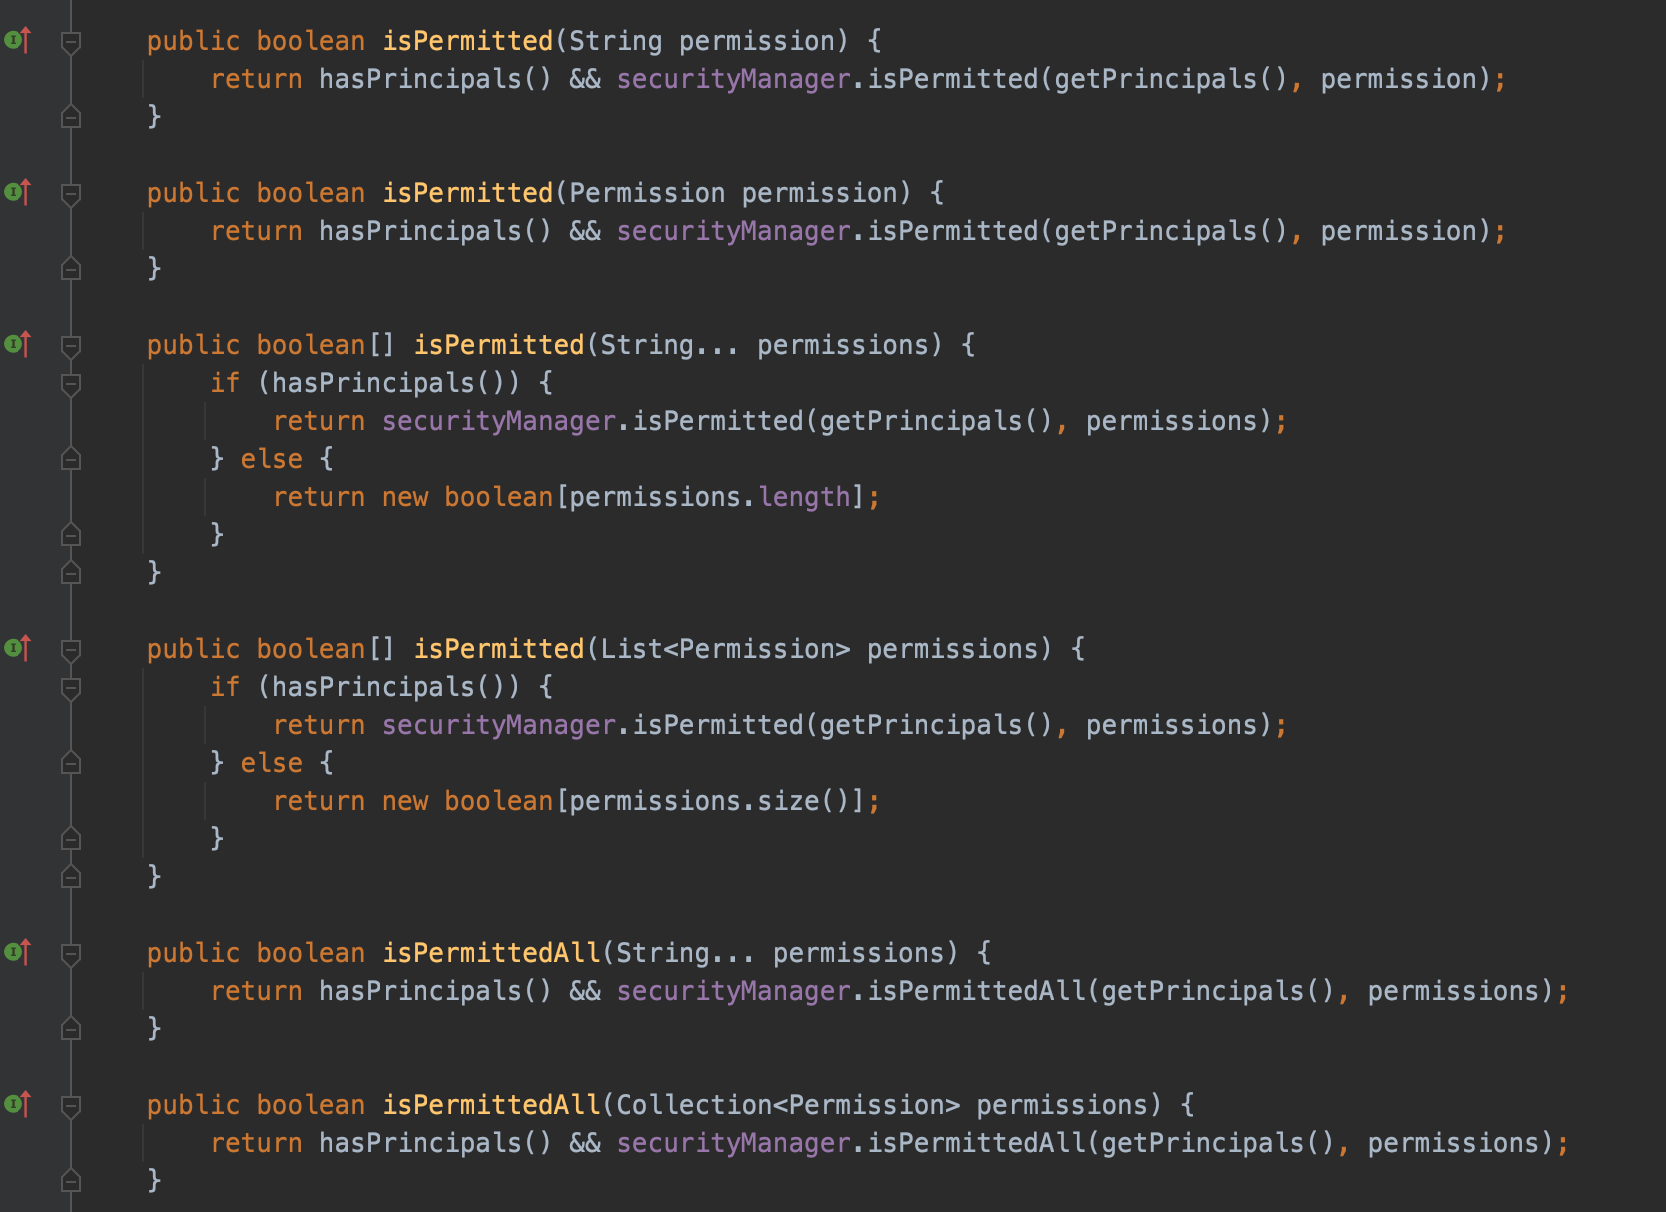 public boolean isPermitted(String permission) {
    return hasPrincipals() && securityManager.isPermitted(getPrincipals(), permission);
}

public boolean isPermitted(Permission permission) {
    return hasPrincipals() && securityManager.isPermitted(getPrincipals(), permission);
}

public boolean[] isPermitted(String... permissions) {
    if (hasPrincipals()) {
        return securityManager.isPermitted(getPrincipals(), permissions);
    } else {
        return new boolean[permissions.length];
    }
}

public boolean[] isPermitted(List<Permission> permissions) {
    if (hasPrincipals()) {
        return securityManager.isPermitted(getPrincipals(), permissions);
    } else {
        return new boolean[permissions.size()];
    }
}

public boolean isPermittedAll(String... permissions) {
    return hasPrincipals() && securityManager.isPermittedAll(getPrincipals(), permissions);
}

public boolean isPermittedAll(Collection<Permission> permissions) {
    return hasPrincipals() && securityManager.isPermittedAll(getPrincipals(), permissions);
}